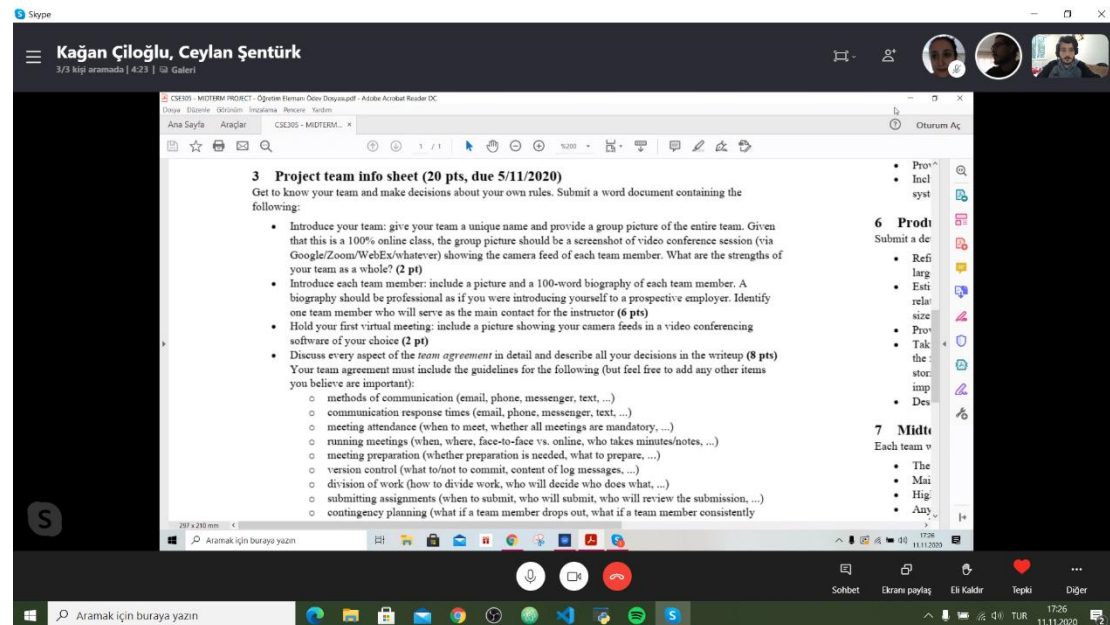 Skype
Kağan Çiloğlu, Ceylan Şentürk
3/3 kişi aramada | 4:23 | Galeri
CSE305 - MIDTERM PROJECT - Öğretim Elemanı Ödev Dosyası.pdf - Adobe Acrobat Reader DC
Dosya Düzenle Görünüm İmzalama Pencere Yardım
Ana Sayfa Araçlar CSE305 - MIDTERM... × Oturum Aç
1 / 1 %200
3 Project team info sheet (20 pts, due 5/11/2020)
Get to know your team and make decisions about your own rules. Submit a word document containing the
following:
• Introduce your team: give your team a unique name and provide a group picture of the entire team. Given
that this is a 100% online class, the group picture should be a screenshot of video conference session (via
Google/Zoom/WebEx/whatever) showing the camera feed of each team member. What are the strengths of
your team as a whole? (2 pt)
• Introduce each team member: include a picture and a 100-word biography of each team member. A
biography should be professional as if you were introducing yourself to a prospective employer. Identify
one team member who will serve as the main contact for the instructor (6 pts)
• Hold your first virtual meeting: include a picture showing your camera feeds in a video conferencing
software of your choice (2 pt)
• Discuss every aspect of the team agreement in detail and describe all your decisions in the writeup (8 pts)
Your team agreement must include the guidelines for the following (but feel free to add any other items
you believe are important):
o methods of communication (email, phone, messenger, text, ...)
o communication response times (email, phone, messenger, text, ...)
o meeting attendance (when to meet, whether all meetings are mandatory, ...)
o running meetings (when, where, face-to-face vs. online, who takes minutes/notes, ...)
o meeting preparation (whether preparation is needed, what to prepare, ...)
o version control (what to/not to commit, content of log messages, ...)
o division of work (how to divide work, who will decide who does what, ...)
o submitting assignments (when to submit, who will submit, who will review the submission, ...)
o contingency planning (what if a team member drops out, what if a team member consistently
• Prov
• Incl
syst
6 Produ
Submit a de
• Refi
larg
• Esti
rela
size
• Prov
• Tak
the
stor
imp
• Des
7 Midte
Each team w
• The
• Mai
• Hig
• Any
297 x 210 mm
Aramak için buraya yazın
17:26
11.11.2020
Sohbet Ekranı paylaş Eli Kaldır Tepki Diğer
Aramak için buraya yazın
TUR
17:26
11.11.2020